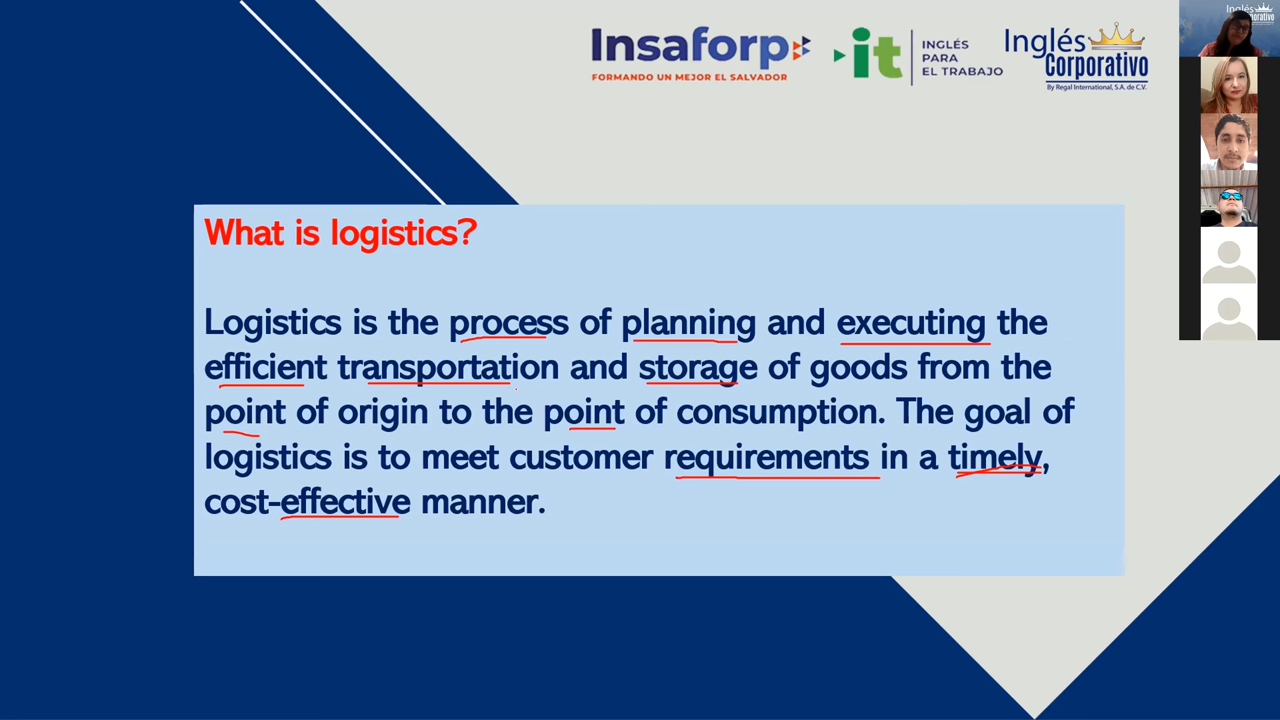 Insaforp
FORMANDO UN MEJOR EL SALVADOR
it
INGLÉS
PARA
EL TRABAJO
Inglés
Corporativo
By Regal International, S.A. de C.V.
Inglés
What is logistics?
Logistics is the process of planning and executing the
efficient transportation and storage of goods from the
point of origin to the point of consumption. The goal of
logistics is to meet customer requirements in a timely,
cost-effective manner.